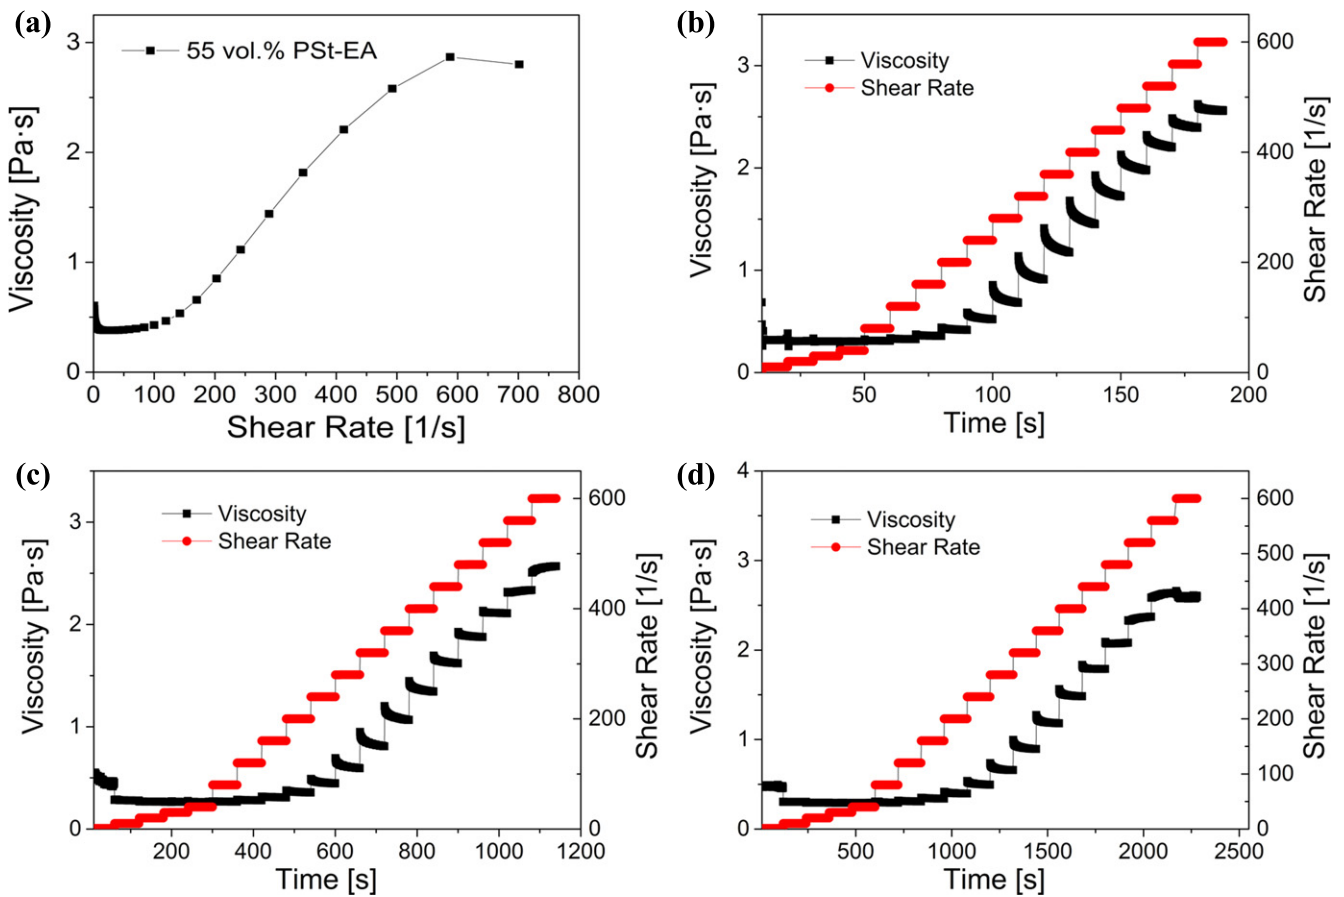 (a)
3
2
1
0
Viscosity [Pa·s]
55 vol.% PSt-EA
0 100 200 300 400 500 600 700 800
Shear Rate [1/s]
(b)
3
2
1
0
Viscosity [Pa·s]
Viscosity
Shear Rate
600
400
200
0
Shear Rate [1/s]
50 100 150 200
Time [s]
(c)
3
2
1
0
Viscosity [Pa·s]
Viscosity
Shear Rate
600
400
200
0
Shear Rate [1/s]
200 400 600 800 1000 1200
Time [s]
(d)
4
3
2
1
0
Viscosity [Pa·s]
Viscosity
Shear Rate
600
500
400
300
200
100
0
Shear Rate [1/s]
500 1000 1500 2000 2500
Time [s]